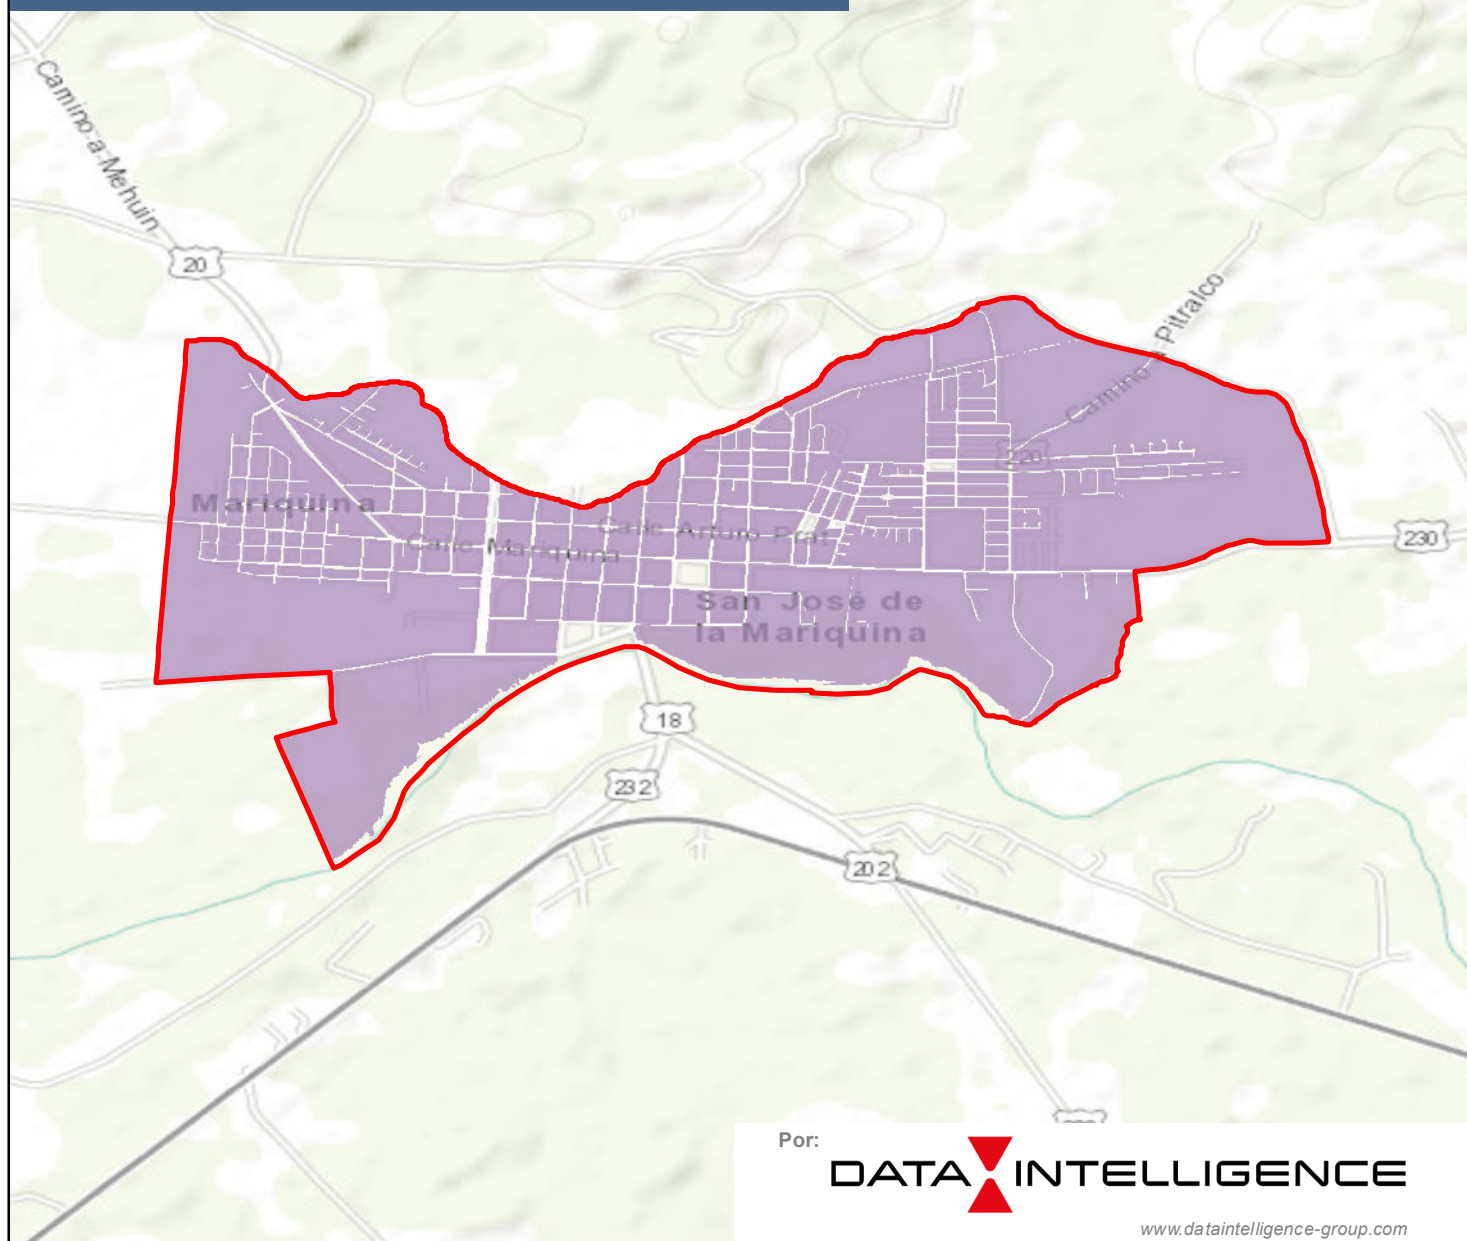 Camino-a-Mehuin
20
Camino-a-Pitralco
220
Mariquina
Calle Arturo Prat
Calle Mariquina
230
San José de
la Mariquina
18
232
202
Por:
DATA INTELLIGENCE
www.dataintelligence-group.com